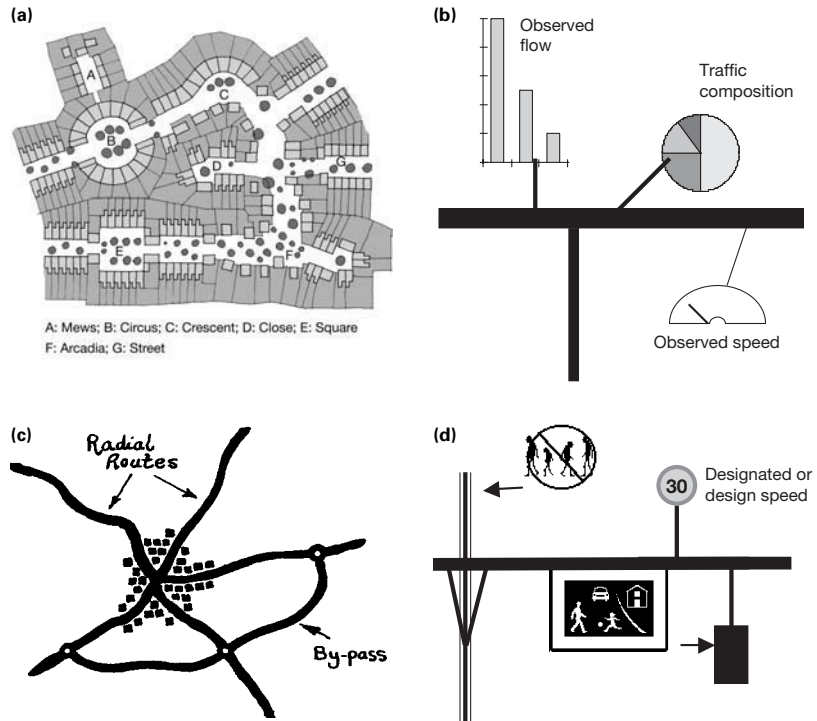 (a)
A
B
C
D
G
E
F
A: Mews; B: Circus; C: Crescent; D: Close; E: Square
F: Arcadia; G: Street
(b)
Observed
flow
Traffic
composition
Observed speed
(c)
Radial
Routes
By-pass
(d)
30
Designated or
design speed